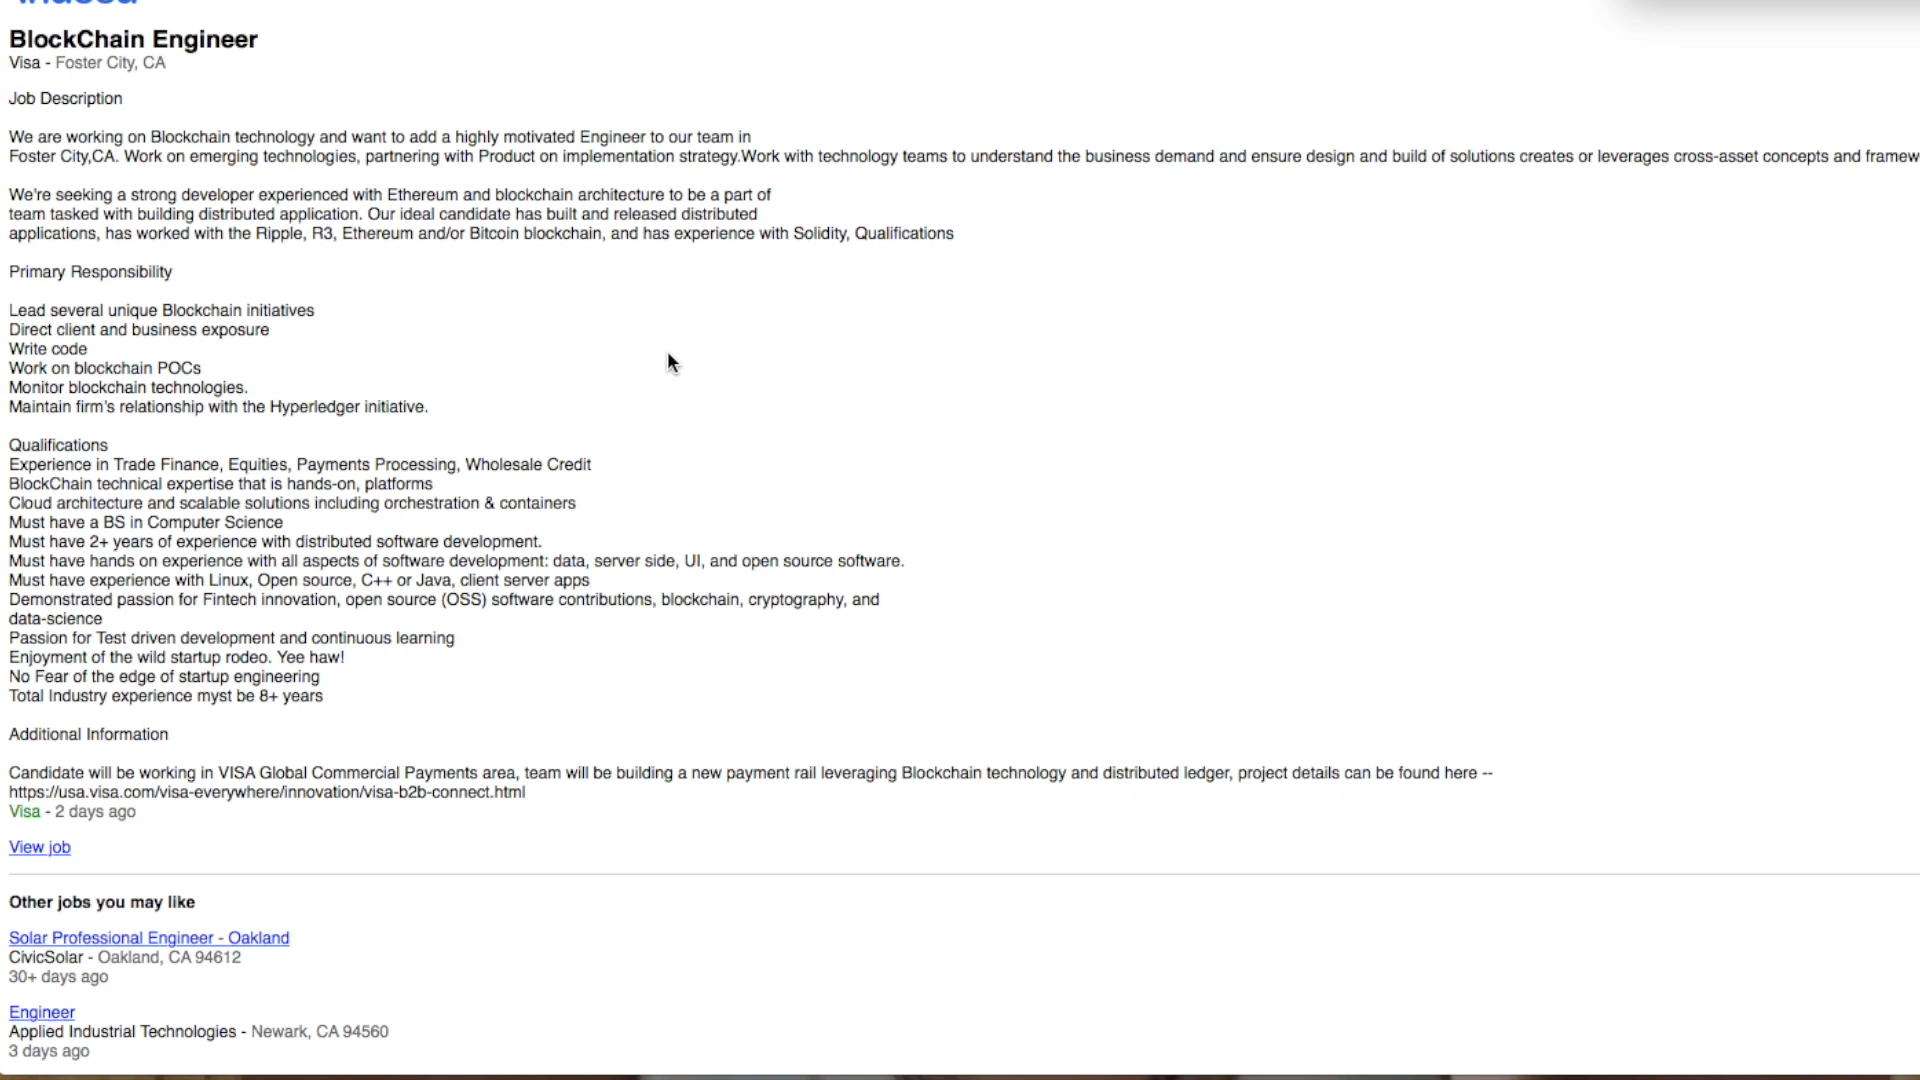 BlockChain Engineer
Visa - Foster City, CA
Job Description
We are working on Blockchain technology and want to add a highly motivated Engineer to our team in
Foster City,CA. Work on emerging technologies, partnering with Product on implementation strategy.Work with technology teams to understand the business demand and ensure design and build of solutions creates or leverages cross-asset concepts and
We're seeking a strong developer experienced with Ethereum and blockchain architecture to be a part of
team tasked with building distributed application. Our ideal candidate has built and released distributed
applications, has worked with the Ripple, R3, Ethereum and/or Bitcoin blockchain, and has experience with Solidity, Qualifications
Primary Responsibility
Lead several unique Blockchain initiatives
Direct client and business exposure
Write code
Work on blockchain POCs
Monitor blockchain technologies.
Maintain firm's relationship with the Hyperledger initiative.
Qualifications
Experience in Trade Finance, Equities, Payments Processing, Wholesale Credit
BlockChain technical expertise that is hands-on, platforms
Cloud architecture and scalable solutions including orchestration & containers
Must have a BS in Computer Science
Must have 2+ years of experience with distributed software development.
Must have hands on experience with all aspects of software development: data, server side, UI, and open source software.
Must have experience with Linux, Open source, C++ or Java, client server apps
Demonstrated passion for Fintech innovation, open source (OSS) software contributions, blockchain, cryptography, and
data-science
Passion for Test driven development and continuous learning
Enjoyment of the wild startup rodeo. Yee haw!
No Fear of the edge of startup engineering
Total Industry experience myst be 8+ years
Additional Information
Candidate will be working in VISA Global Commercial Payments area, team will be building a new payment rail leveraging Blockchain technology and distributed ledger, project details can be found here --
https://usa.visa.com/visa-everywhere/innovation/visa-b2b-connect.html
Visa - 2 days ago
View job
Other jobs you may like
Solar Professional Engineer - Oakland
CivicSolar - Oakland, CA 94612
30+ days ago
Engineer
Applied Industrial Technologies - Newark, CA 94560
3 days ago